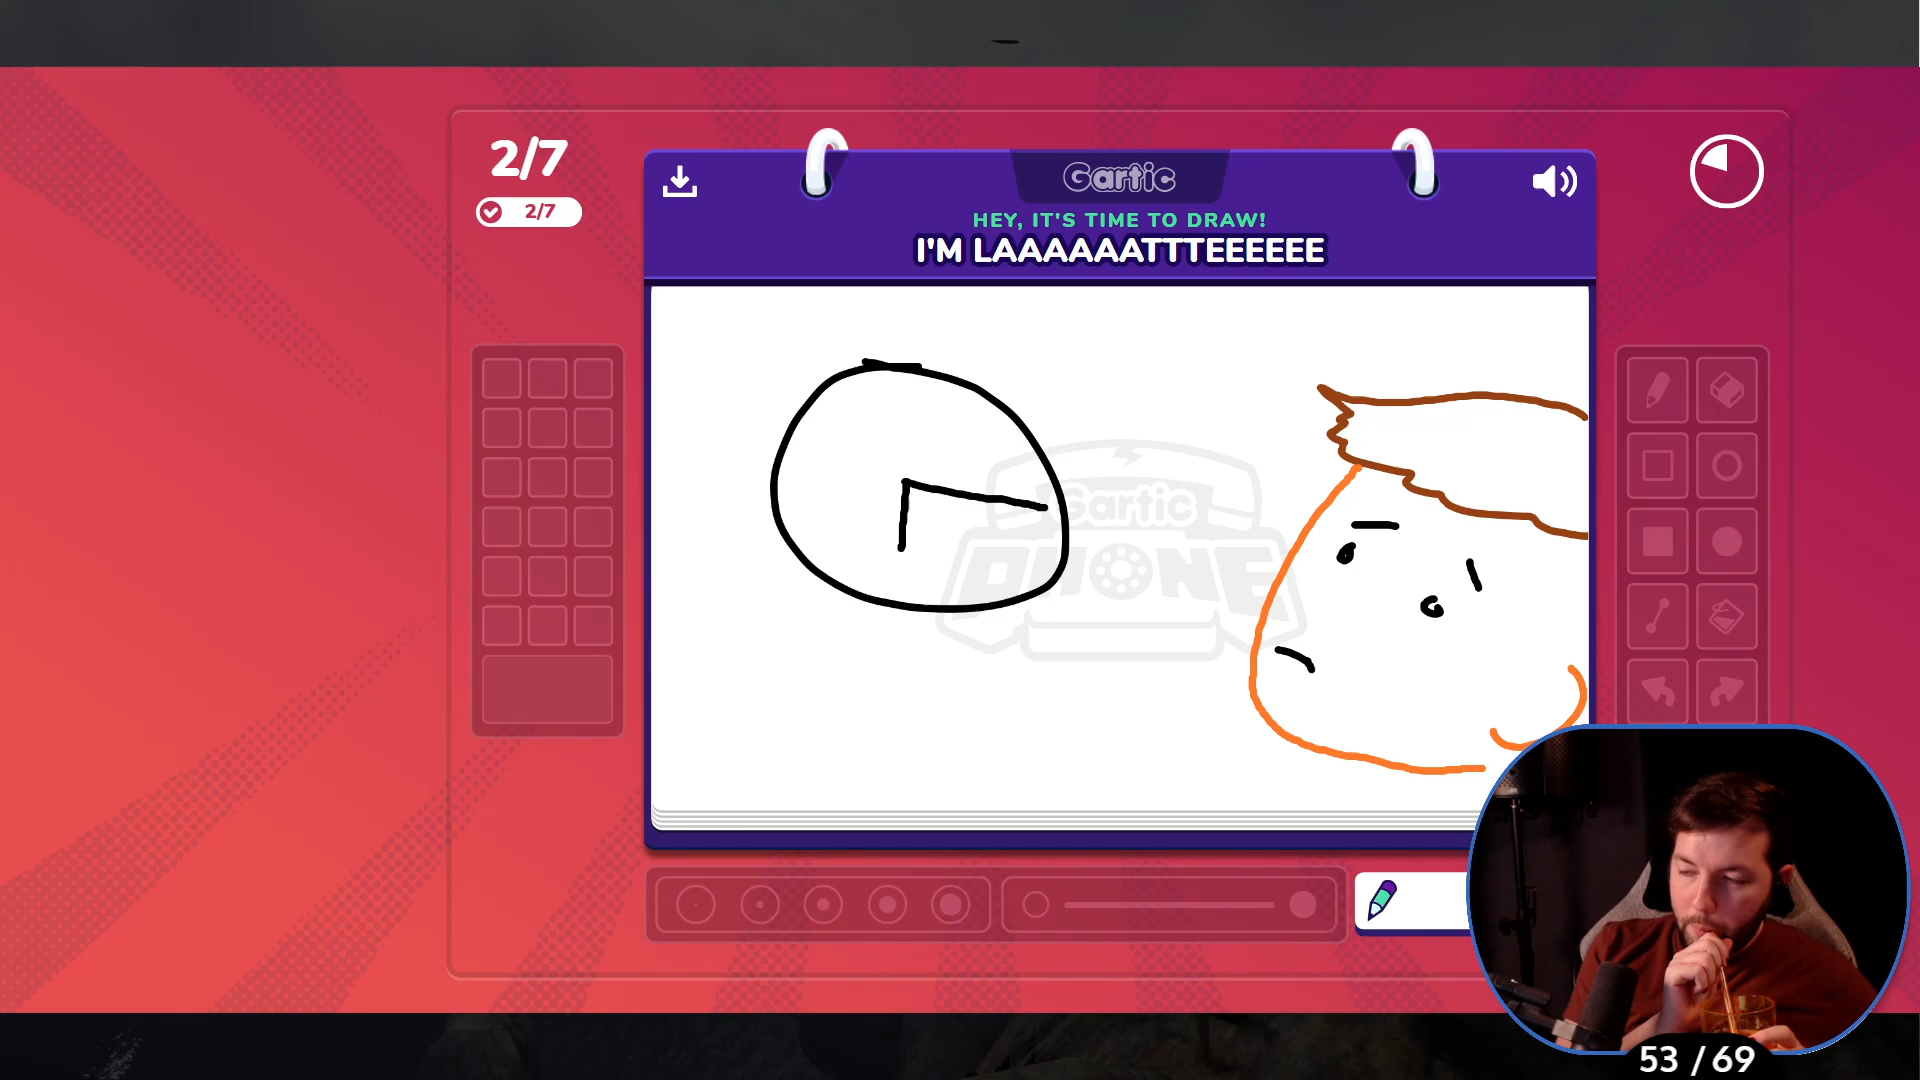 2/7
2/7
Gartic
HEY, IT'S TIME TO DRAW!
I'M LAAAAAATTTEEEEEE
Gartic
PHONE
53 / 69